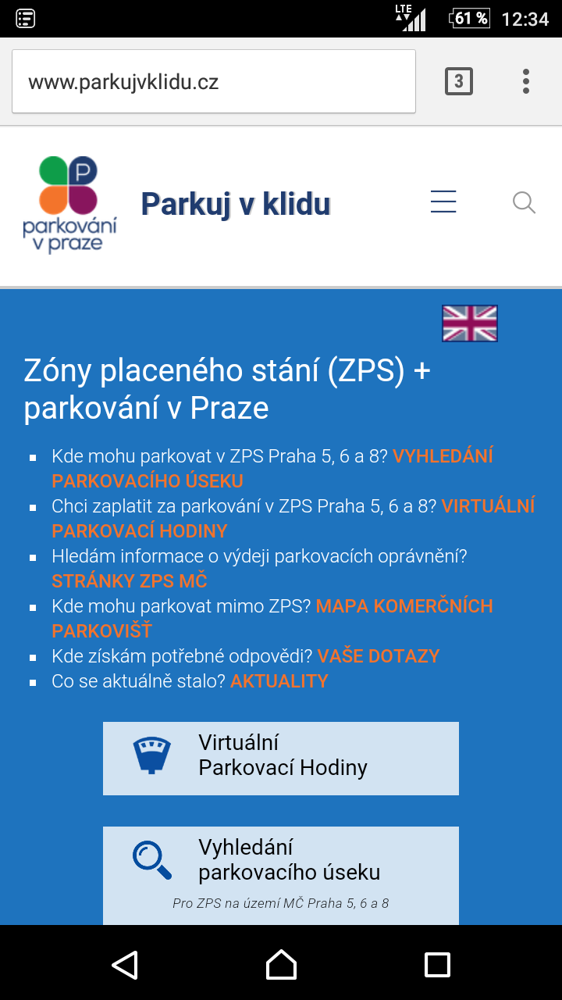 LTE
61 %
12:34
www.parkujvklidu.cz
3
P
parkování
v praze
Parkuj v klidu
Zóny placeného stání (ZPS) +
parkování v Praze
Kde mohu parkovat v ZPS Praha 5, 6 a 8? VYHLEDÁNÍ
PARKOVACÍHO ÚSEKU
Chci zaplatit za parkování v ZPS Praha 5, 6 a 8? VIRTUÁLNÍ
PARKOVACÍ HODINY
Hledám informace o výdeji parkovacích oprávnění?
STRÁNKY ZPS MČ
Kde mohu parkovat mimo ZPS? MAPA KOMERČNÍCH
PARKOVIŠŤ
Kde získám potřebné odpovědi? VAŠE DOTAZY
Co se aktuálně stalo? AKTUALITY
Virtuální
Parkovací Hodiny
Vyhledání
parkovacího úseku
Pro ZPS na území MČ Praha 5, 6 a 8